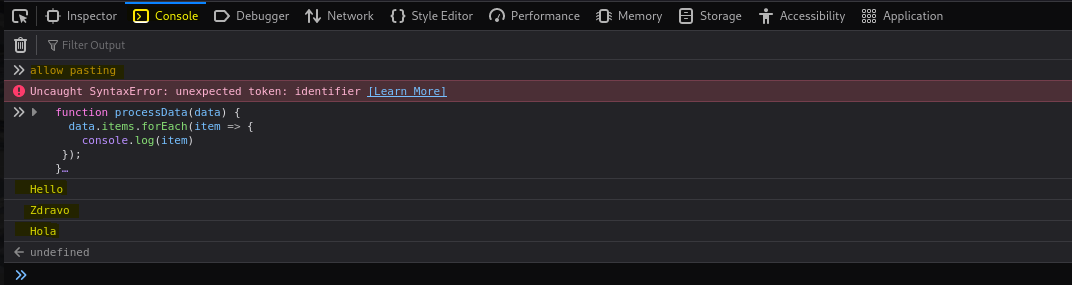 Inspector Console Debugger Network Style Editor Performance Memory Storage Accessibility Application
Filter Output
allow pasting
Uncaught SyntaxError: unexpected token: identifier [Learn More]
function processData(data) {
data.items.forEach(item => {
console.log(item)
});
}…
Hello
Zdravo
Hola
undefined